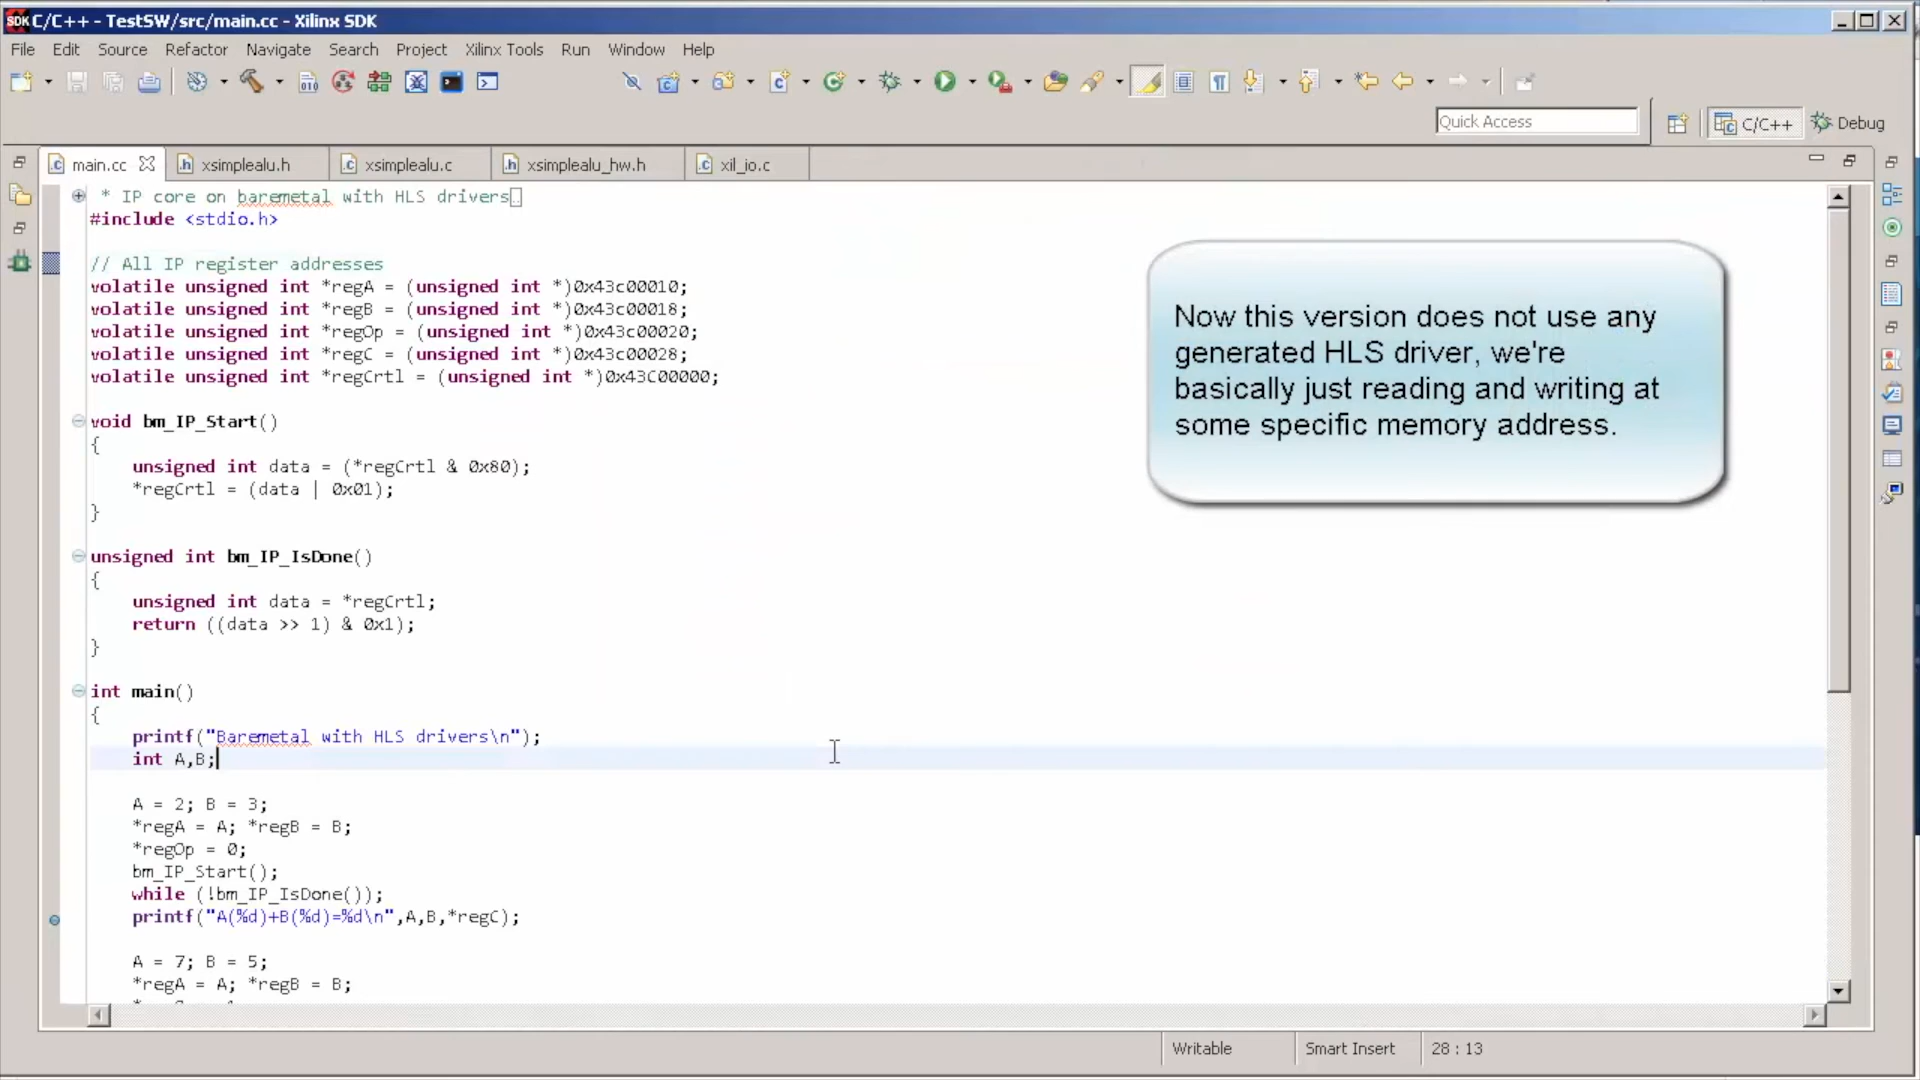 SDK C/C++ - TestSW/src/main.cc - Xilinx SDK
File Edit Source Refactor Navigate Search Project Xilinx Tools Run Window Help
Quick Access
C/C++
Debug
main.cc
xsimplealu.h
xsimplealu.c
xsimplealu_hw.h
xil_io.c
* IP core on baremetal with HLS drivers
#include <stdio.h>
// All IP register addresses
volatile unsigned int *regA = (unsigned int *)0x43c00010;
volatile unsigned int *regB = (unsigned int *)0x43c00018;
volatile unsigned int *regOp = (unsigned int *)0x43c00020;
volatile unsigned int *regC = (unsigned int *)0x43c00028;
volatile unsigned int *regCrtl = (unsigned int *)0x43C00000;
void bm_IP_Start()
{
unsigned int data = (*regCrtl & 0x80);
*regCrtl = (data | 0x01);
}
unsigned int bm_IP_IsDone()
{
unsigned int data = *regCrtl;
return ((data >> 1) & 0x1);
}
int main()
{
printf("Baremetal with HLS drivers\n");
int A,B;
A = 2; B = 3;
*regA = A; *regB = B;
*regOp = 0;
bm_IP_Start();
while (!bm_IP_IsDone());
printf("A(%d)+B(%d)=%d\n",A,B,*regC);
A = 7; B = 5;
*regA = A; *regB = B;
Now this version does not use any
generated HLS driver, we're
basically just reading and writing at
some specific memory address.
Writable
Smart Insert
28 : 13